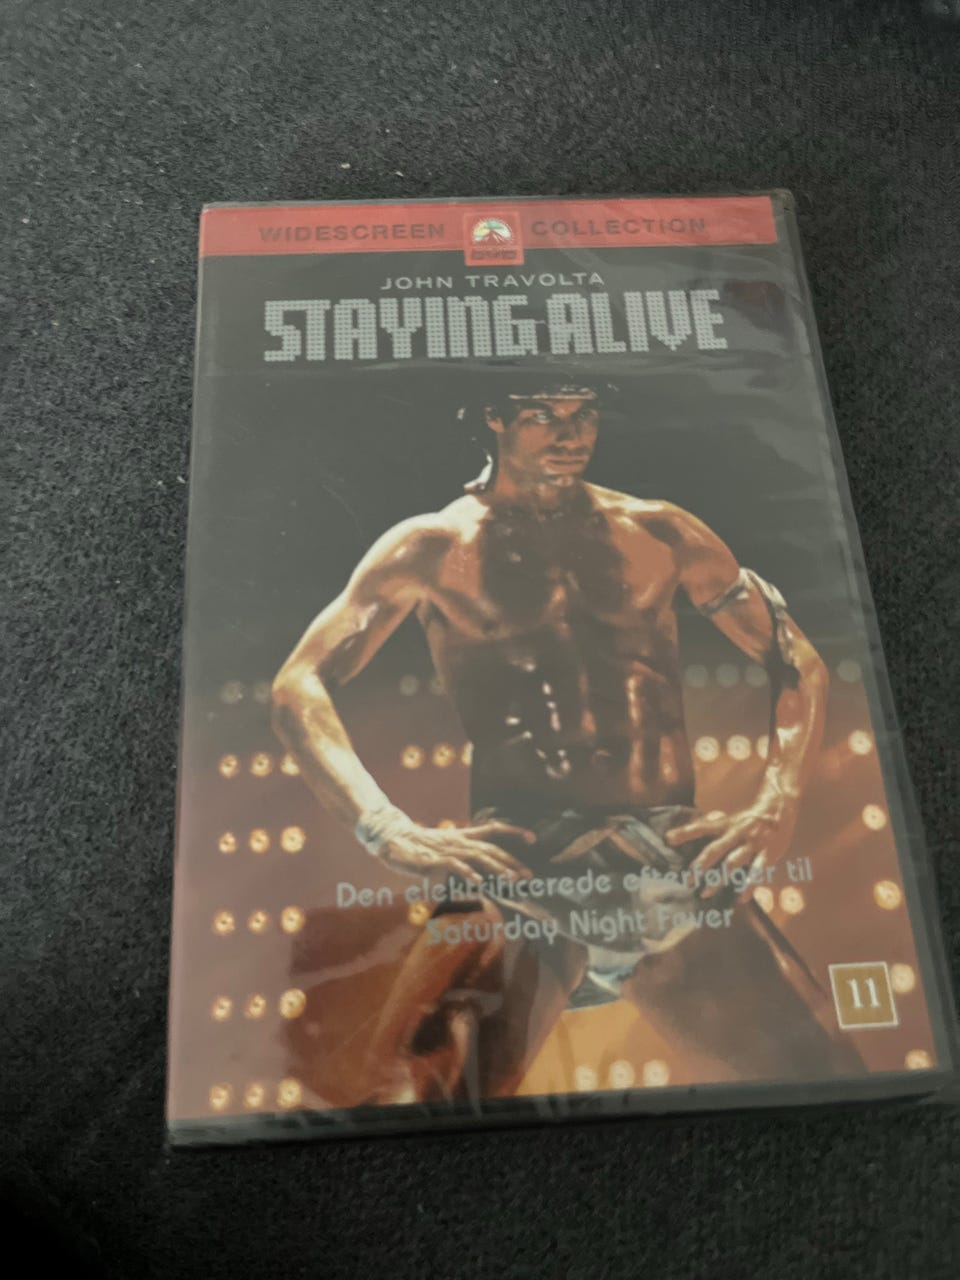 WIDESCREEN COLLECTION
DVD
JOHN TRAVOLTA
STAYING ALIVE
Den elektrificerede efterfølger til
Saturday Night Fever
11